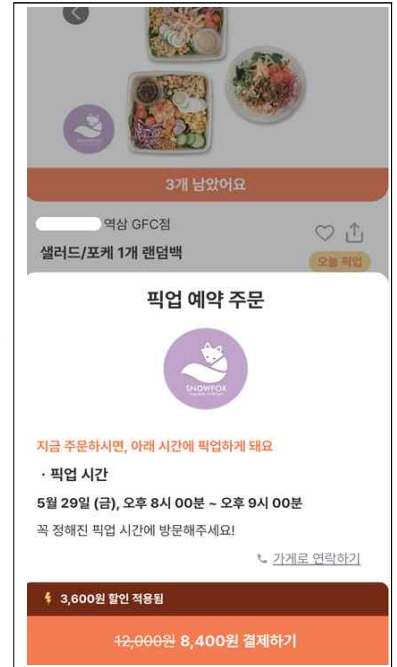 3개 남았어요
역삼 GFC점
샐러드/포케 1개 랜덤백
오늘 픽업
픽업 예약 주문
SNOWFOX
지금 주문하시면, 아래 시간에 픽업하게 돼요
· 픽업 시간
5월 29일 (금), 오후 8시 00분 ~ 오후 9시 00분
꼭 정해진 픽업 시간에 방문해주세요!
가게로 연락하기
3,600원 할인 적용됨
12,000원 8,400원 결제하기